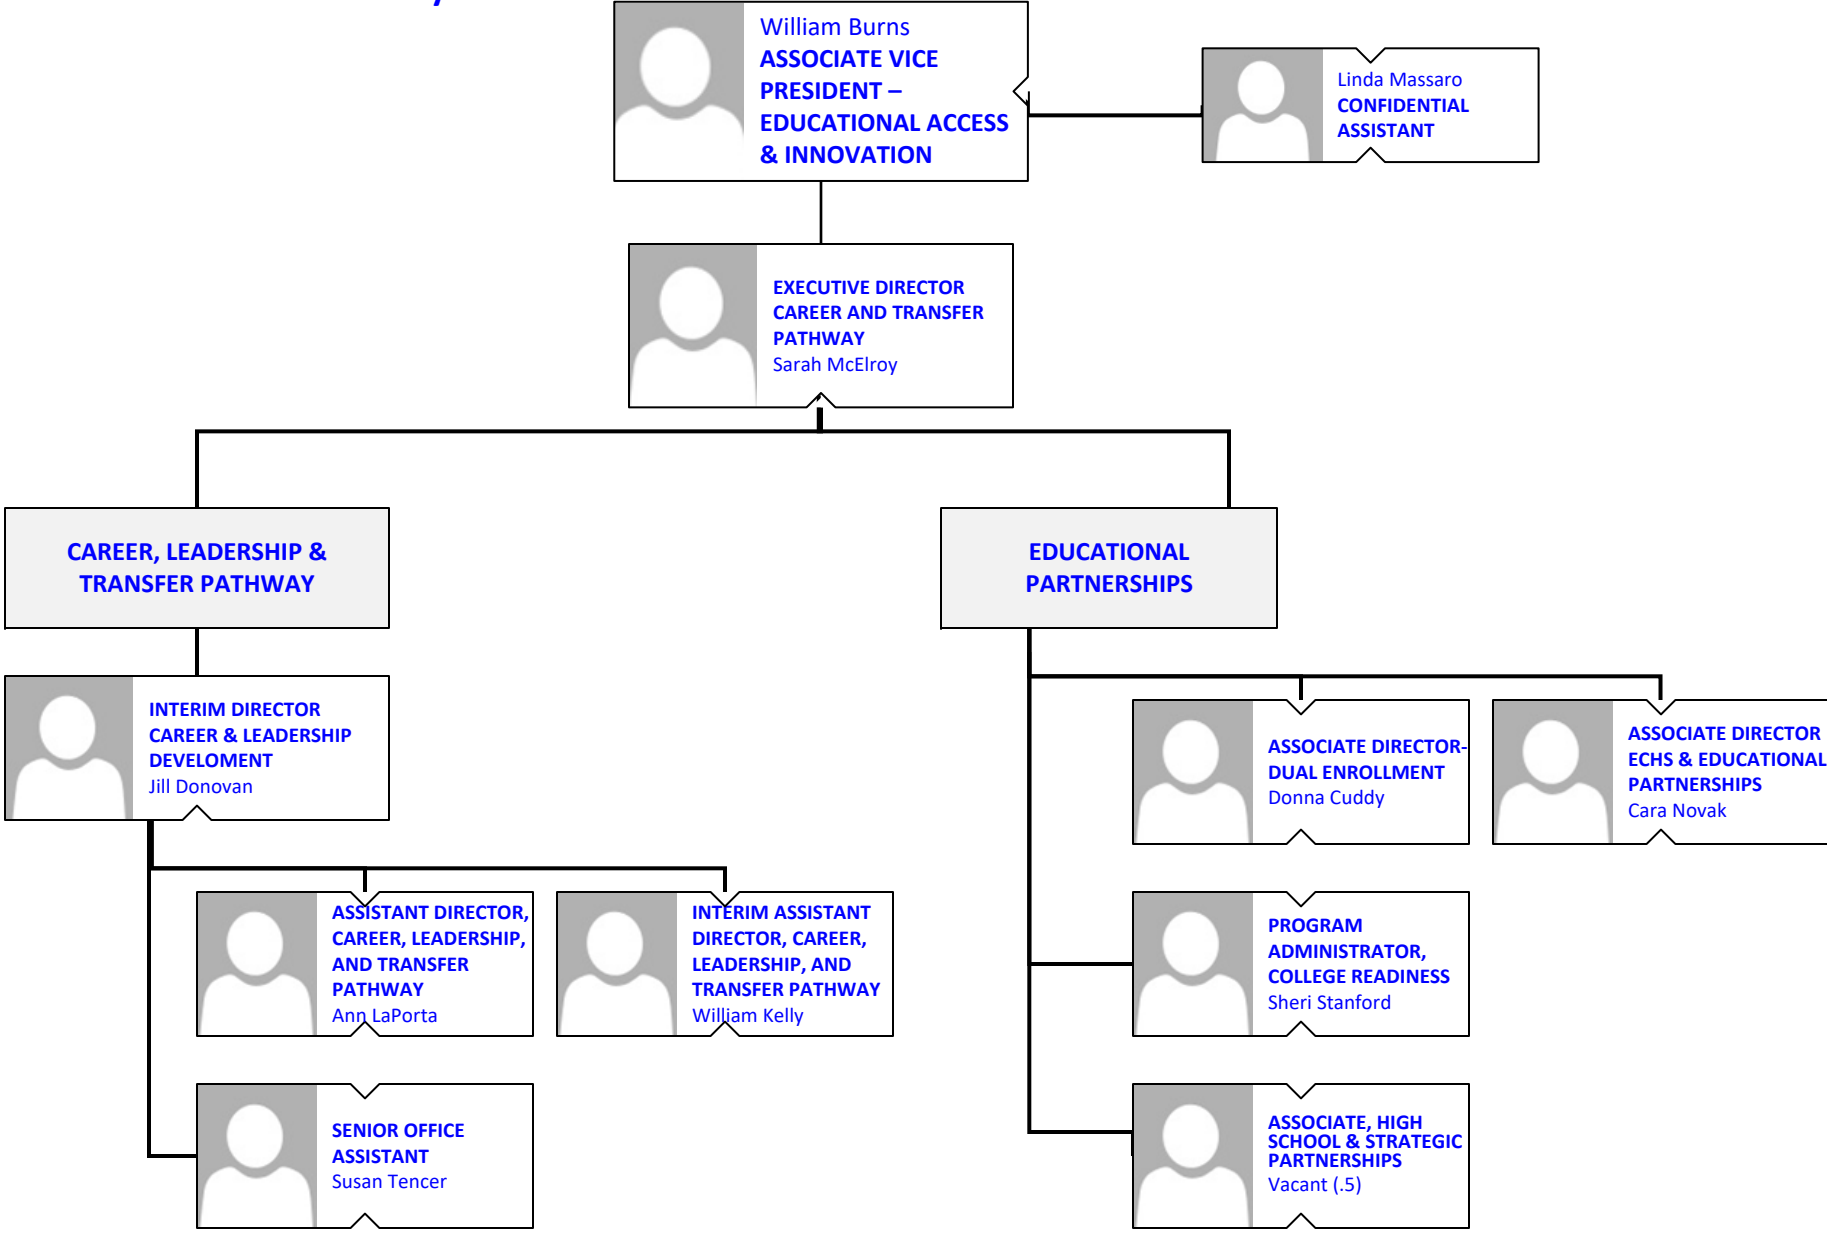 William Burns
ASSOCIATE VICE
PRESIDENT –
EDUCATIONAL ACCESS
& INNOVATION
Linda Massaro
CONFIDENTIAL
ASSISTANT
EXECUTIVE DIRECTOR
CAREER AND TRANSFER
PATHWAY
Sarah McElroy
CAREER, LEADERSHIP &
TRANSFER PATHWAY
EDUCATIONAL
PARTNERSHIPS
INTERIM DIRECTOR
CAREER & LEADERSHIP
DEVELOMENT
Jill Donovan
ASSOCIATE DIRECTOR-
DUAL ENROLLMENT
Donna Cuddy
ASSOCIATE DIRECTOR
ECHS & EDUCATIONAL
PARTNERSHIPS
Cara Novak
ASSISTANT DIRECTOR,
CAREER, LEADERSHIP,
AND TRANSFER
PATHWAY
Ann LaPorta
INTERIM ASSISTANT
DIRECTOR, CAREER,
LEADERSHIP, AND
TRANSFER PATHWAY
William Kelly
PROGRAM
ADMINISTRATOR,
COLLEGE READINESS
Sheri Stanford
SENIOR OFFICE
ASSISTANT
Susan Tencer
ASSOCIATE, HIGH
SCHOOL & STRATEGIC
PARTNERSHIPS
Vacant (.5)